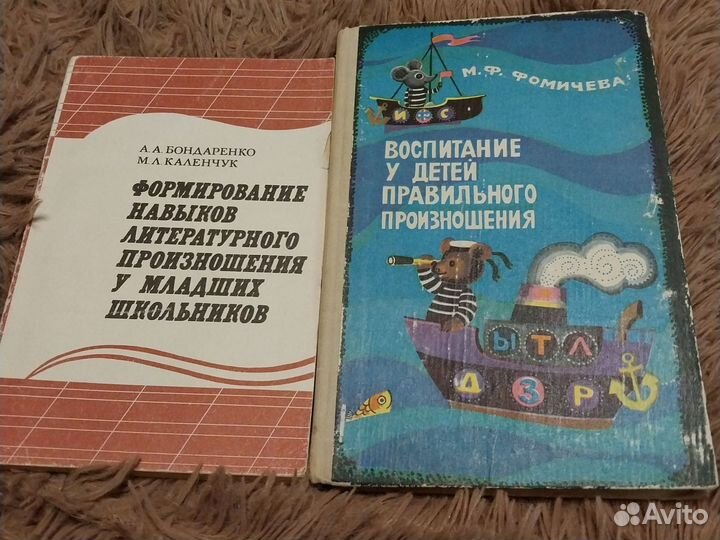 А. А. БОНДАРЕНКО
М. Л. КАЛЕНЧУК
ФОРМИРОВАНИЕ
НАВЫКОВ
ЛИТЕРАТУРНОГО
ПРОИЗНОШЕНИЯ
У МЛАДШИХ
ШКОЛЬНИКОВ
М. Ф. ФОМИЧЕВА
И Ф С
ВОСПИТАНИЕ
У ДЕТЕЙ
ПРАВИЛЬНОГО
ПРОИЗНОШЕНИЯ
Ы Т Л
Д З Р
Avito